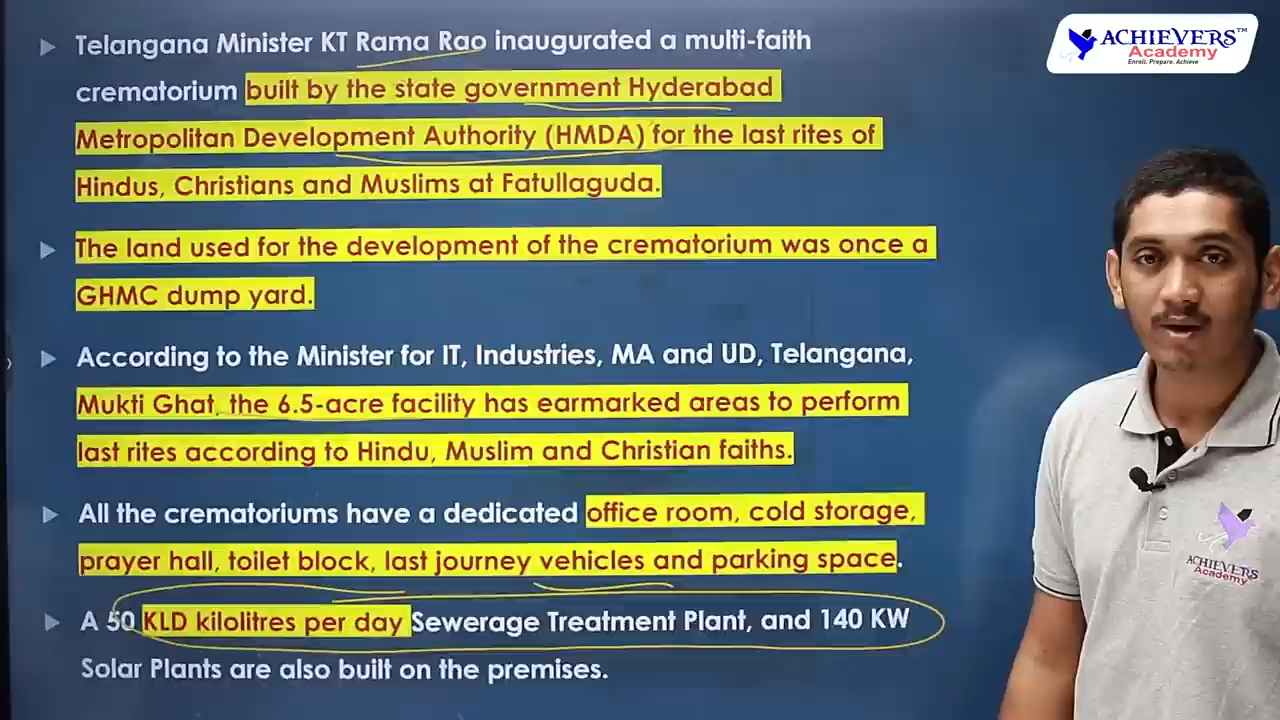 ACHIEVERS™
Academy
Enroll. Prepare. Achieve
Telangana Minister KT Rama Rao inaugurated a multi-faith
crematorium built by the state government Hyderabad
Metropolitan Development Authority (HMDA) for the last rites of
Hindus, Christians and Muslims at Fatullaguda.
The land used for the development of the crematorium was once a
GHMC dump yard.
According to the Minister for IT, Industries, MA and UD, Telangana,
Mukti Ghat, the 6.5-acre facility has earmarked areas to perform
last rites according to Hindu, Muslim and Christian faiths.
All the crematoriums have a dedicated office room, cold storage,
prayer hall, toilet block, last journey vehicles and parking space.
A 50 KLD kilolitres per day Sewerage Treatment Plant, and 140 KW
Solar Plants are also built on the premises.
ACHIEVERS
Academy